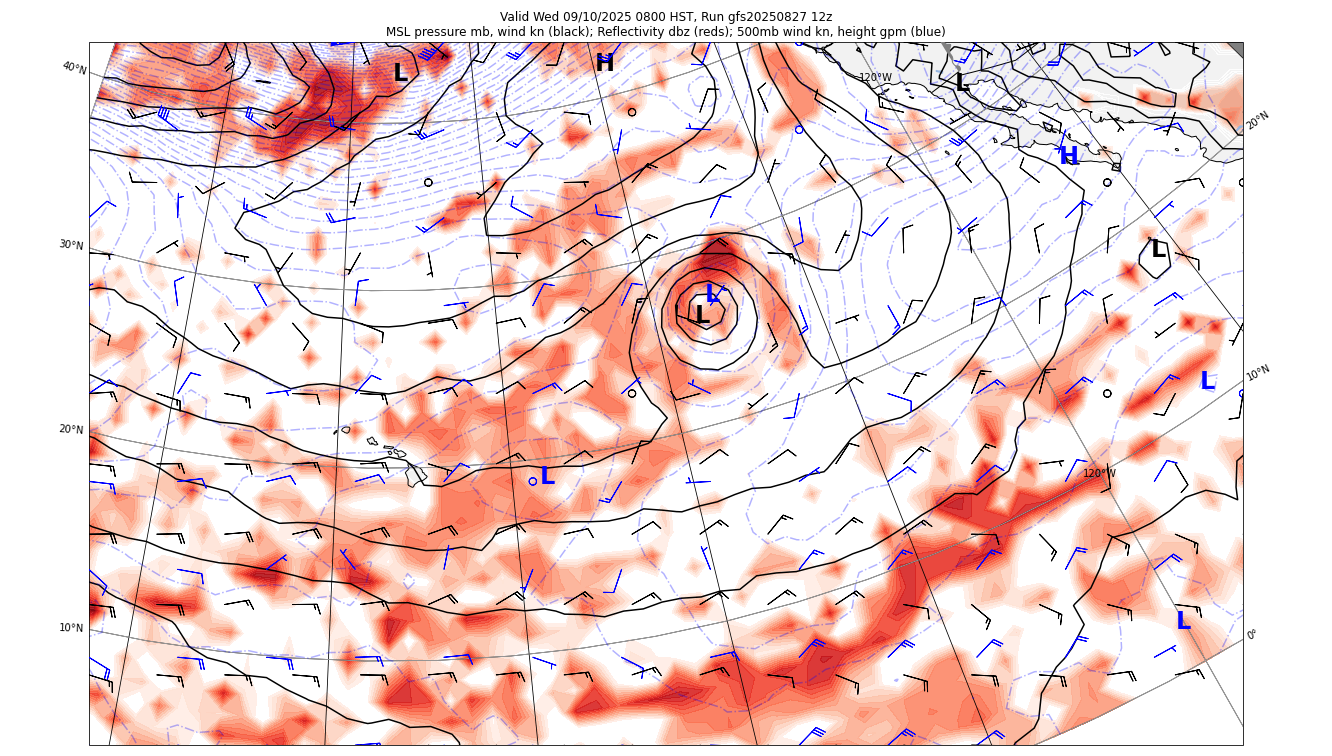 Valid Wed 09/10/2025 0800 HST, Run gfs20250827 12z
MSL pressure mb, wind kn (black); Reflectivity dbz (reds); 500mb wind kn, height gpm (blue)
40°N
L
H
120°W
L
20°N
H
30°N
L
L
L
10°N
L
20°N
L
120°W
10°N
L
0°